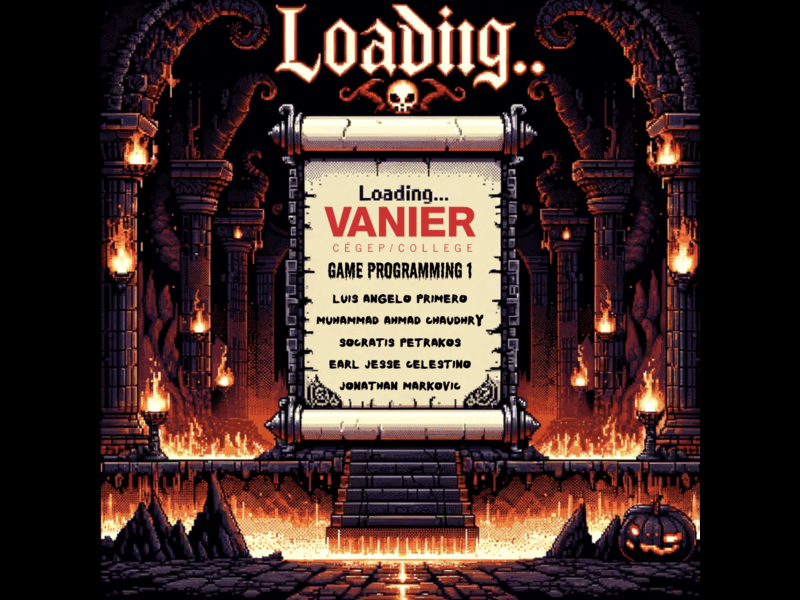 Loading..
Loading...
VANIER
CÉGEP/COLLEGE
GAME PROGRAMMING 1
LUIS ANGELO PRIMERO
MUHAMMAD AHMAD CHAUDHRY
SOCRATIS PETRAKOS
EARL JESSE CELESTINO
JONATHAN MARKOVIC